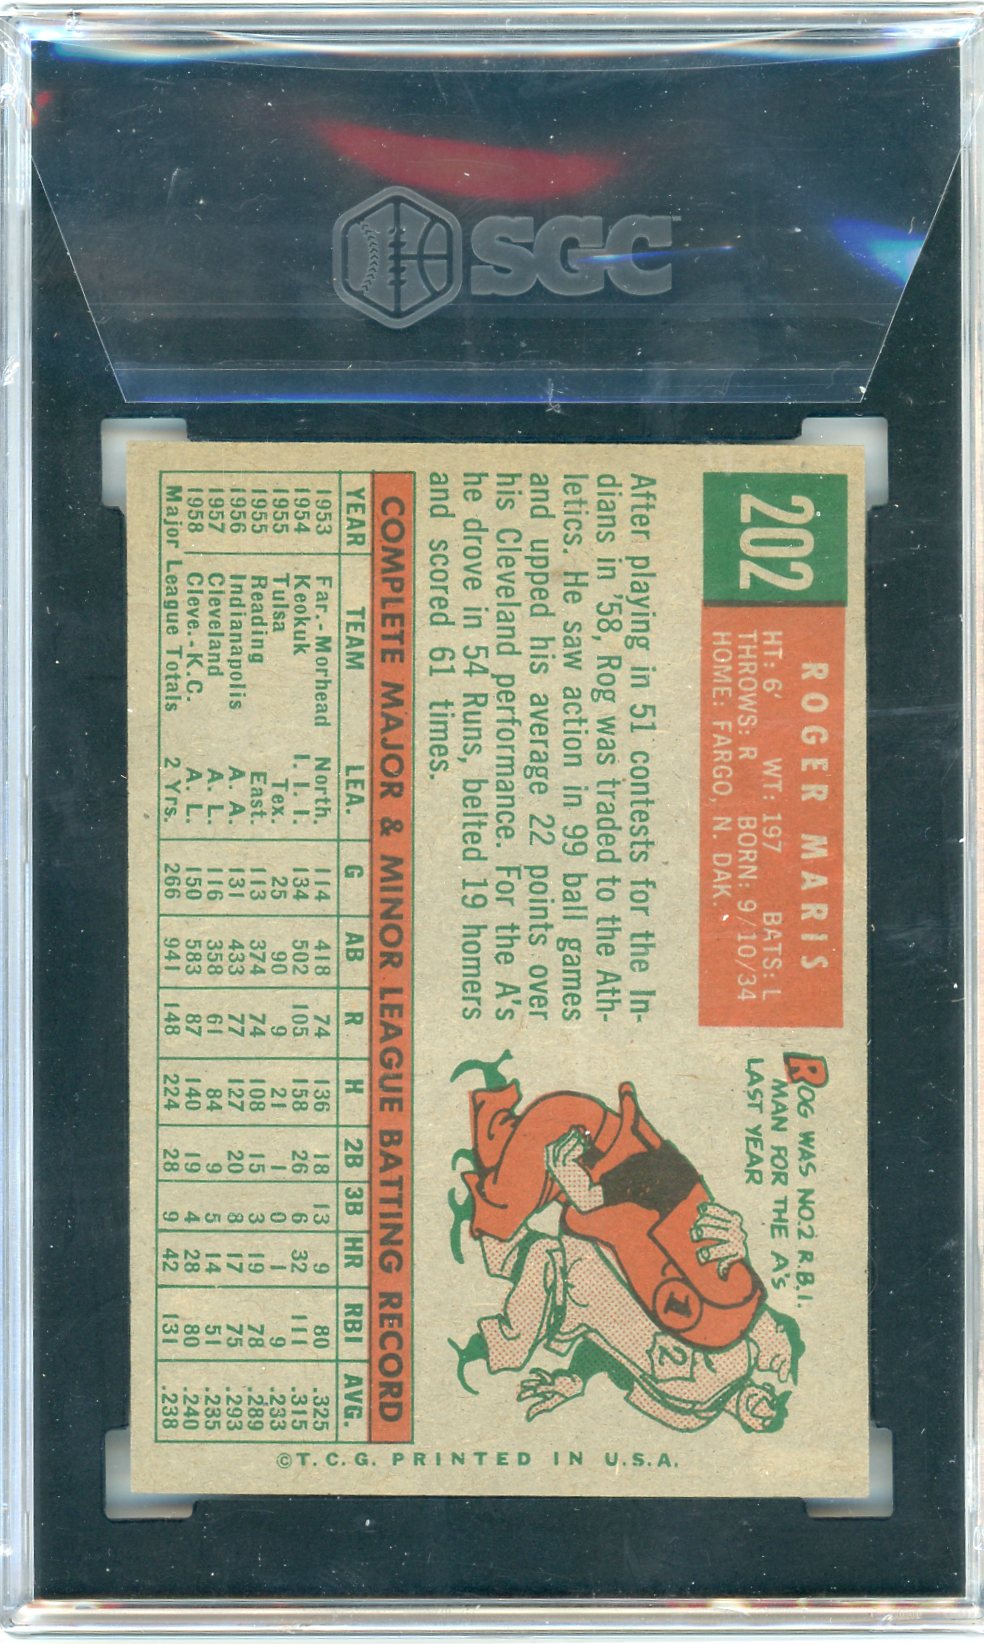 SGC
202
ROGER MARIS
HT: 6' WT: 197 BATS: L
THROWS: R BORN: 9/10/34
HOME: FARGO, N. DAK.
ROG WAS NO.2 R.B.I.
MAN FOR THE A's
LAST YEAR
1
2
After playing in 51 contests for the In-
dians in '58, Rog was traded to the Ath-
letics. He saw action in 99 ball games
and upped his average 22 points over
his Cleveland performance. For the A's
he drove in 54 Runs, belted 19 homers
and scored 61 times.
COMPLETE MAJOR & MINOR LEAGUE BATTING RECORD
YEAR TEAM LEA. G AB R H 2B 3B HR RBI AVG.
1953 Far.-Morhead North. 114 418 74 136 18 13 9 80 .325
1954 Keokuk I. I. I. 134 502 105 158 26 6 32 111 .315
1955 Tulsa Tex. 25 90 9 21 1 0 1 9 .233
1955 Reading East. 113 374 74 108 15 3 19 78 .289
1956 Indianapolis A. A. 131 433 77 127 20 8 17 75 .293
1957 Cleveland A. L. 116 358 61 84 9 5 14 51 .235
1958 Cleve.-K.C. A. L. 150 583 87 140 19 4 28 80 .240
Major League Totals 2 Yrs. 266 941 148 224 28 9 42 131 .238
©T.C.G. PRINTED IN U.S.A.